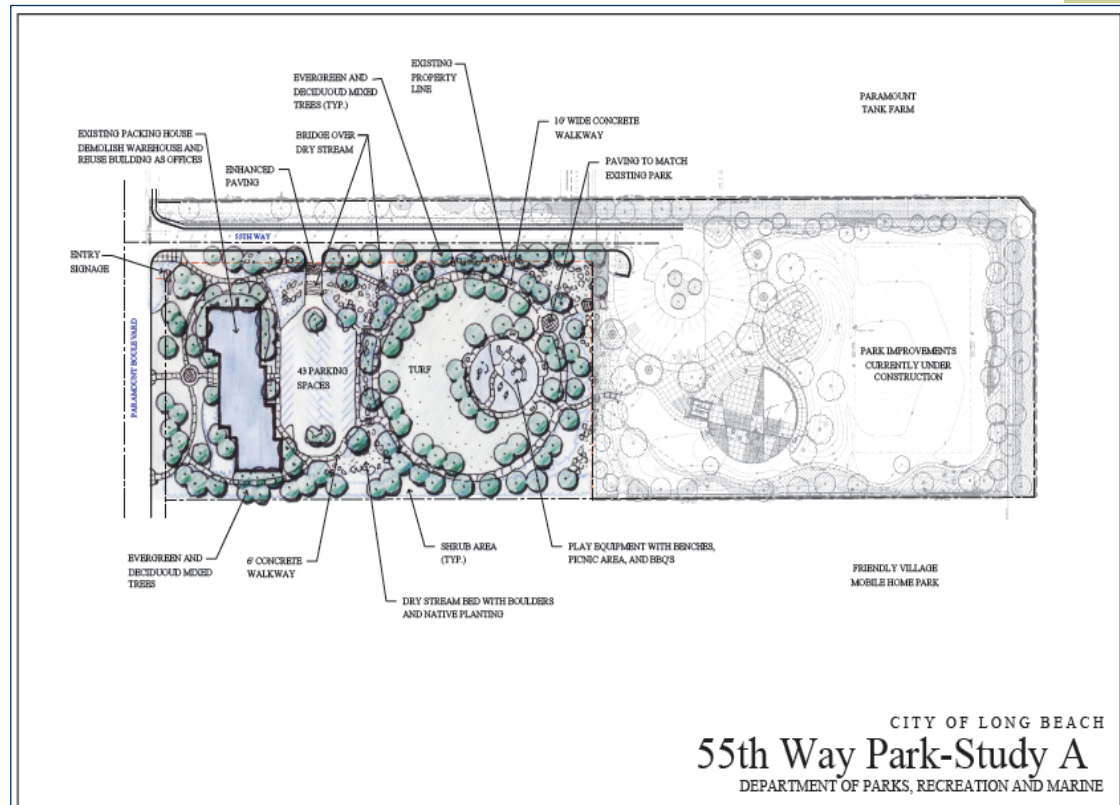 EXISTING
PROPERTY
LINE
EVERGREEN AND
DECIDUOUD MIXED
TREES (TYP.)
PARAMOUNT
TANK FARM
10' WIDE CONCRETE
WALKWAY
EXISTING PACKING HOUSE
DEMOLISH WAREHOUSE AND
REUSE BUILDING AS OFFICES
BRIDGE OVER
DRY STREAM
PAVING TO MATCH
EXISTING PARK
ENHANCED
PAVING
55TH WAY
ENTRY
SIGNAGE
PARAMOUNT BOULEVARD
43 PARKING
SPACES
TURF
PARK IMPROVEMENTS
CURRENTLY UNDER
CONSTRUCTION
EVERGREEN AND
DECIDUOUD MIXED
TREES
6' CONCRETE
WALKWAY
SHRUB AREA
(TYP.)
PLAY EQUIPMENT WITH BENCHES,
PICNIC AREA, AND BBQ'S
DRY STREAM BED WITH BOULDERS
AND NATIVE PLANTING
FRIENDLY VILLAGE
MOBILE HOME PARK
CITY OF LONG BEACH
55th Way Park-Study A
DEPARTMENT OF PARKS, RECREATION AND MARINE